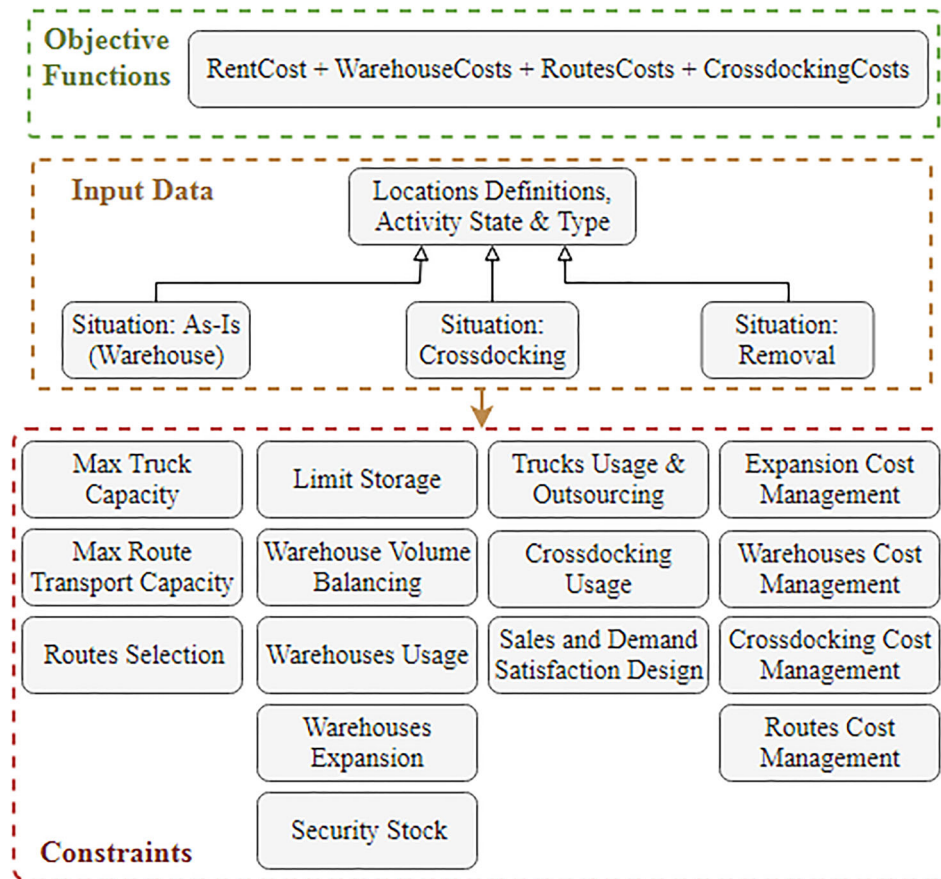 Objective
Functions
RentCost + WarehouseCosts + RoutesCosts + CrossdockingCosts
Input Data
Locations Definitions,
Activity State & Type
Situation: As-Is
(Warehouse)
Situation:
Crossdocking
Situation:
Removal
Max Truck
Capacity
Limit Storage
Trucks Usage &
Outsourcing
Expansion Cost
Management
Max Route
Transport Capacity
Warehouse Volume
Balancing
Crossdocking
Usage
Warehouses Cost
Management
Routes Selection
Warehouses Usage
Sales and Demand
Satisfaction Design
Crossdocking Cost
Management
Warehouses
Expansion
Routes Cost
Management
Security Stock
Constraints